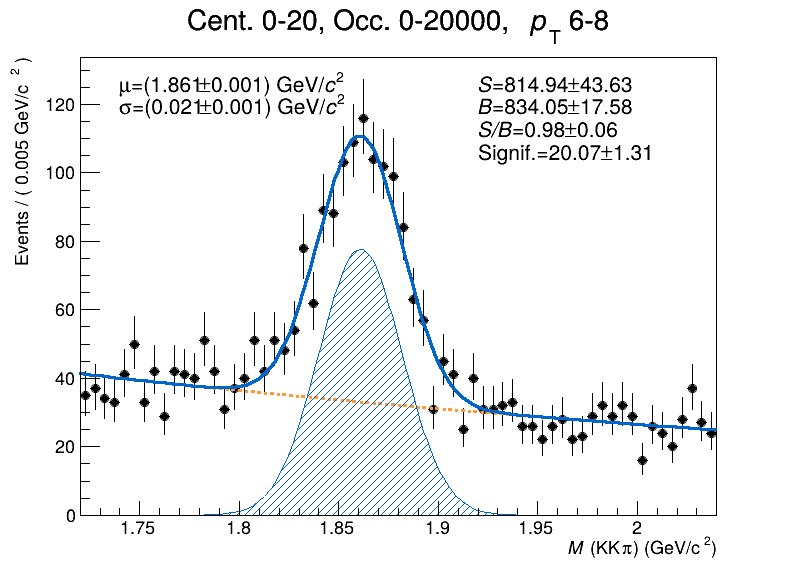 Cent. 0-20, Occ. 0-20000, p_T 6-8
μ=(1.861±0.001) GeV/c²
σ=(0.021±0.001) GeV/c²
S=814.94±43.63
B=834.05±17.58
S/B=0.98±0.06
Signif.=20.07±1.31
Events / ( 0.005 GeV/c ² )
120
100
80
60
40
20
0
1.75 1.8 1.85 1.9 1.95 2
M (KKπ) (GeV/c²)